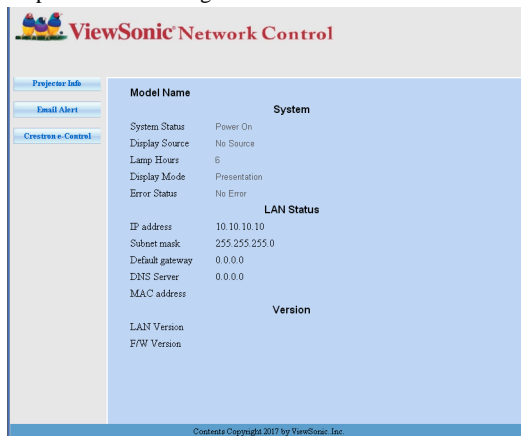 ViewSonic® Network Control
Projector Info
Email Alert
Crestron e-Control
Model Name
System
System Status Power On
Display Source No Source
Lamp Hours 6
Display Mode Presentation
Error Status No Error
LAN Status
IP address 10.10.10.10
Subnet mask 255.255.255.0
Default gateway 0.0.0.0
DNS Server 0.0.0.0
MAC address
Version
LAN Version
F/W Version
Contents Copyright 2017 by ViewSonic.,Inc.